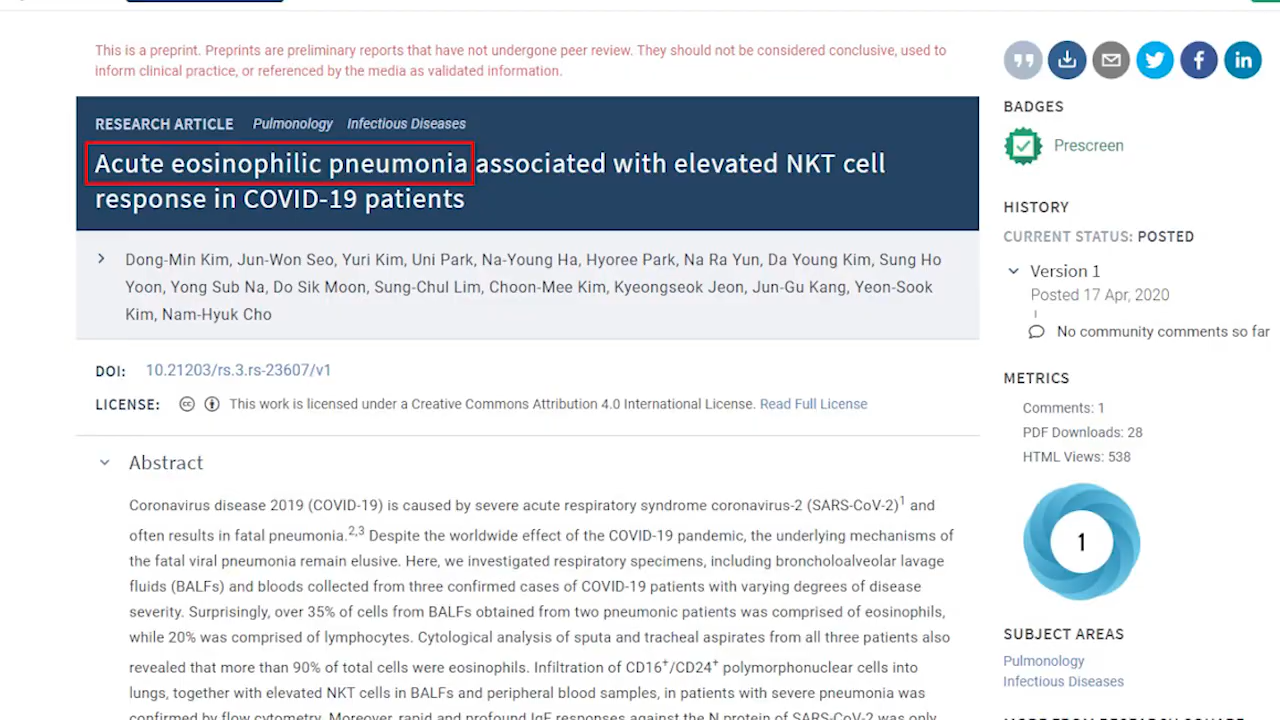 This is a preprint. Preprints are preliminary reports that have not undergone peer review. They should not be considered conclusive, used to
inform clinical practice, or referenced by the media as validated information.
RESEARCH ARTICLE Pulmonology Infectious Diseases
Acute eosinophilic pneumonia associated with elevated NKT cell
response in COVID-19 patients
Dong-Min Kim, Jun-Won Seo, Yuri Kim, Uni Park, Na-Young Ha, Hyoree Park, Na Ra Yun, Da Young Kim, Sung Ho
Yoon, Yong Sub Na, Do Sik Moon, Sung-Chul Lim, Choon-Mee Kim, Kyeongseok Jeon, Jun-Gu Kang, Yeon-Sook
Kim, Nam-Hyuk Cho
DOI: 10.21203/rs.3.rs-23607/v1
LICENSE: This work is licensed under a Creative Commons Attribution 4.0 International License. Read Full License
Abstract
Coronavirus disease 2019 (COVID-19) is caused by severe acute respiratory syndrome coronavirus-2 (SARS-CoV-2)1 and
often results in fatal pneumonia.2,3 Despite the worldwide effect of the COVID-19 pandemic, the underlying mechanisms of
the fatal viral pneumonia remain elusive. Here, we investigated respiratory specimens, including broncholoalveolar lavage
fluids (BALFs) and bloods collected from three confirmed cases of COVID-19 patients with varying degrees of disease
severity. Surprisingly, over 35% of cells from BALFs obtained from two pneumonic patients was comprised of eosinophils,
while 20% was comprised of lymphocytes. Cytological analysis of sputa and tracheal aspirates from all three patients also
revealed that more than 90% of total cells were eosinophils. Infiltration of CD16+/CD24+ polymorphonuclear cells into
lungs, together with elevated NKT cells in BALFs and peripheral blood samples, in patients with severe pneumonia was
confirmed by flow cytometry. Moreover, rapid and profound IgE responses against the N protein of SARS-CoV-2 was only
BADGES
Prescreen
HISTORY
CURRENT STATUS: POSTED
Version 1
Posted 17 Apr, 2020
No community comments so far
METRICS
Comments: 1
PDF Downloads: 28
HTML Views: 538
1
SUBJECT AREAS
Pulmonology
Infectious Diseases
MORE FROM RESEARCH SQUARE